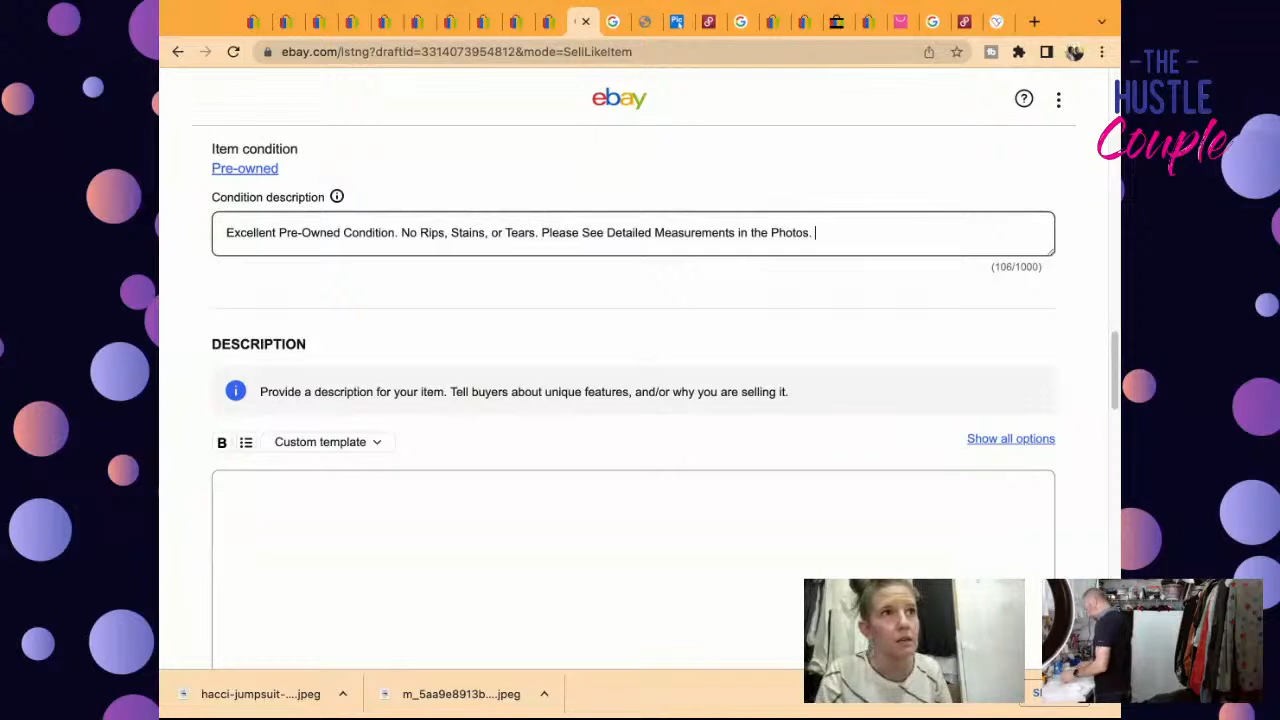 ebay.com/lstng?draftid=3314073954812&mode=SellLikeItem
-THE-
HUSTLE
Couple
ebay
Item condition
Pre-owned
Condition description
Excellent Pre-Owned Condition. No Rips, Stains, or Tears. Please See Detailed Measurements in the Photos.
(106/1000)
DESCRIPTION
Provide a description for your item. Tell buyers about unique features, and/or why you are selling it.
B
Custom template
Show all options
hacci-jumpsuit-....jpeg
m_5aa9e8913b....jpeg